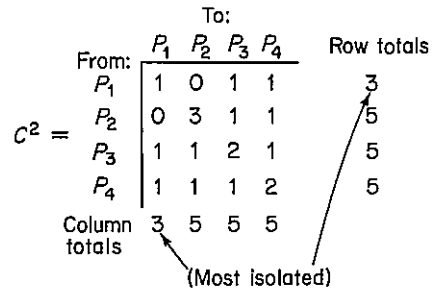 To:
P₁ P₂ P₃ P₄ Row totals
From:
P₁ 1 0 1 1 3
C² = P₂ 0 3 1 1 5
P₃ 1 1 2 1 5
P₄ 1 1 1 2 5
Column totals 3 5 5 5
(Most isolated)